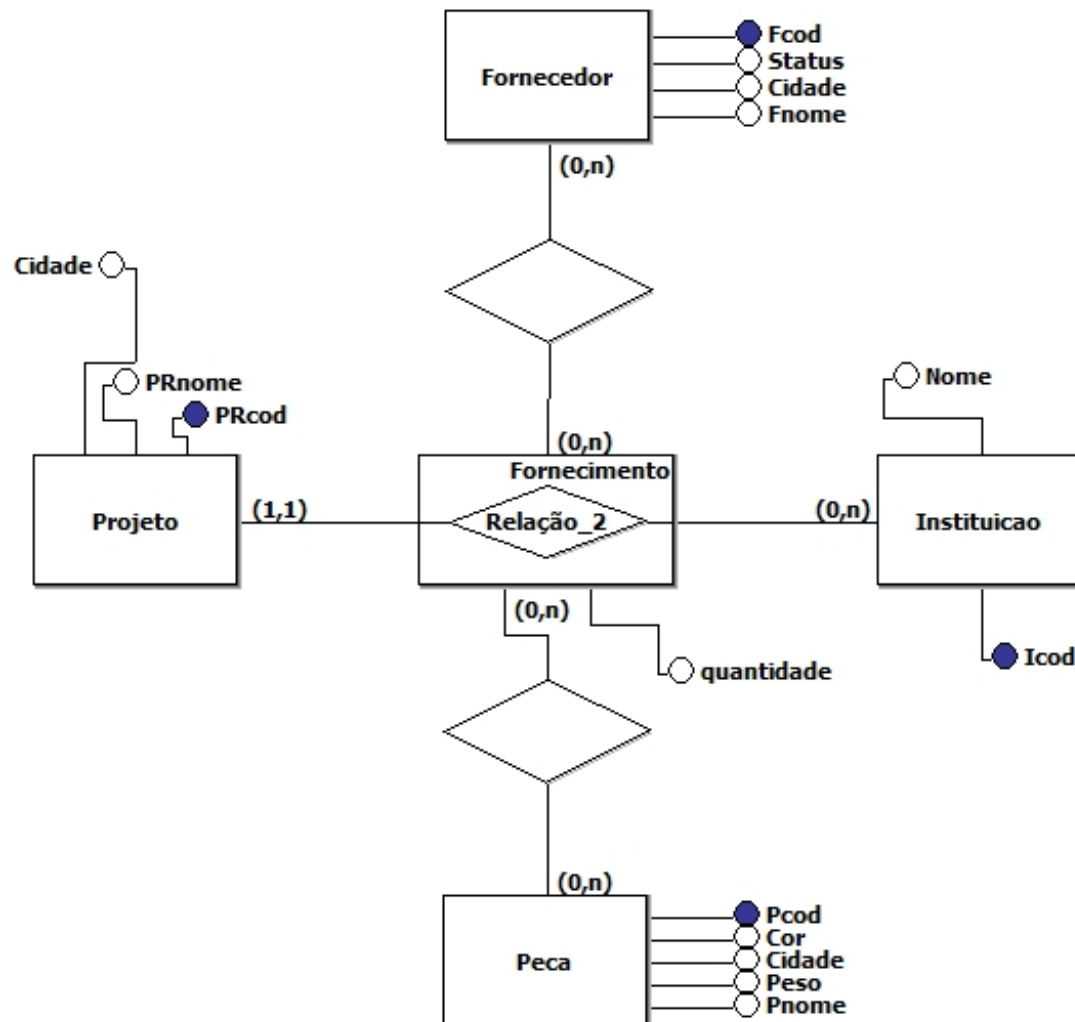 Fcod
Status
Fornecedor
Cidade
Fnome
(0,n)
Cidade
PRnome
Nome
PRcod
(0,n)
Fornecimento
Projeto
(1,1)
Relação_2
(0,n)
Instituicao
(0,n)
quantidade
Icod
(0,n)
Pcod
Cor
Peca
Cidade
Peso
Pnome